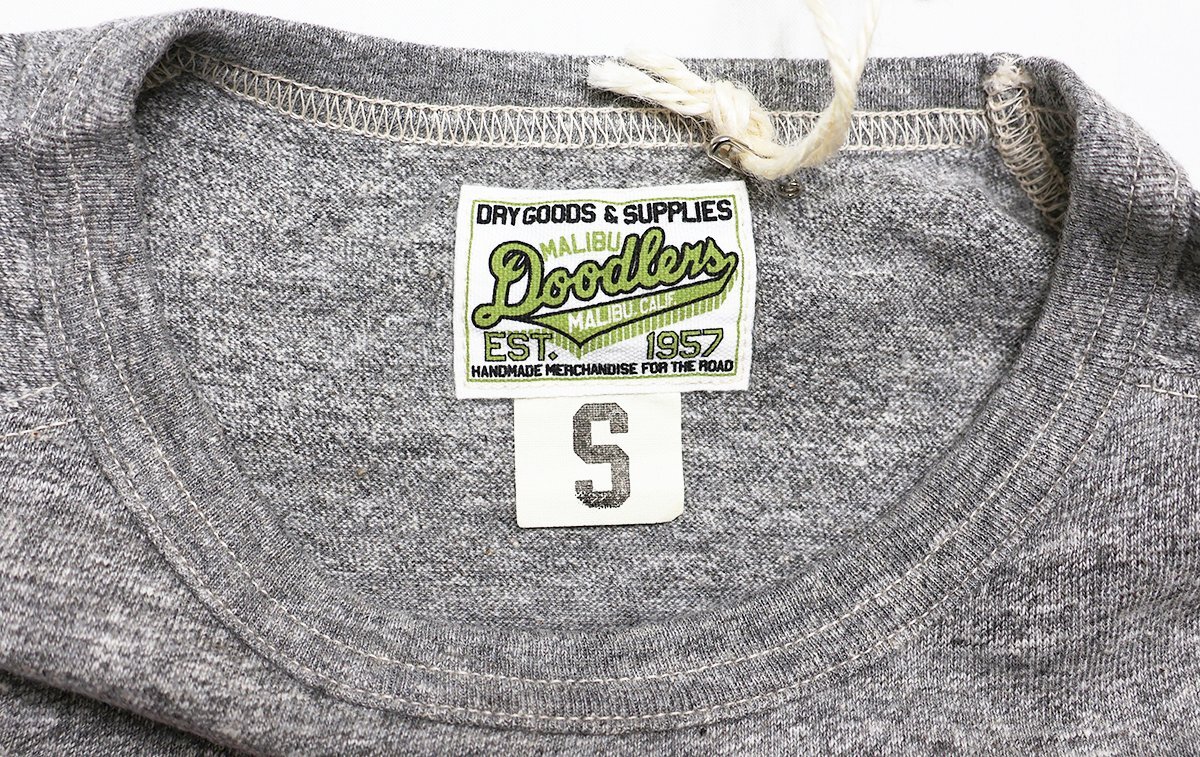 DRY GOODS & SUPPLIES
MALIBU
Doodlers
MALIBU, CALIF.
EST. 1957
HANDMADE MERCHANDISE FOR THE ROAD
S